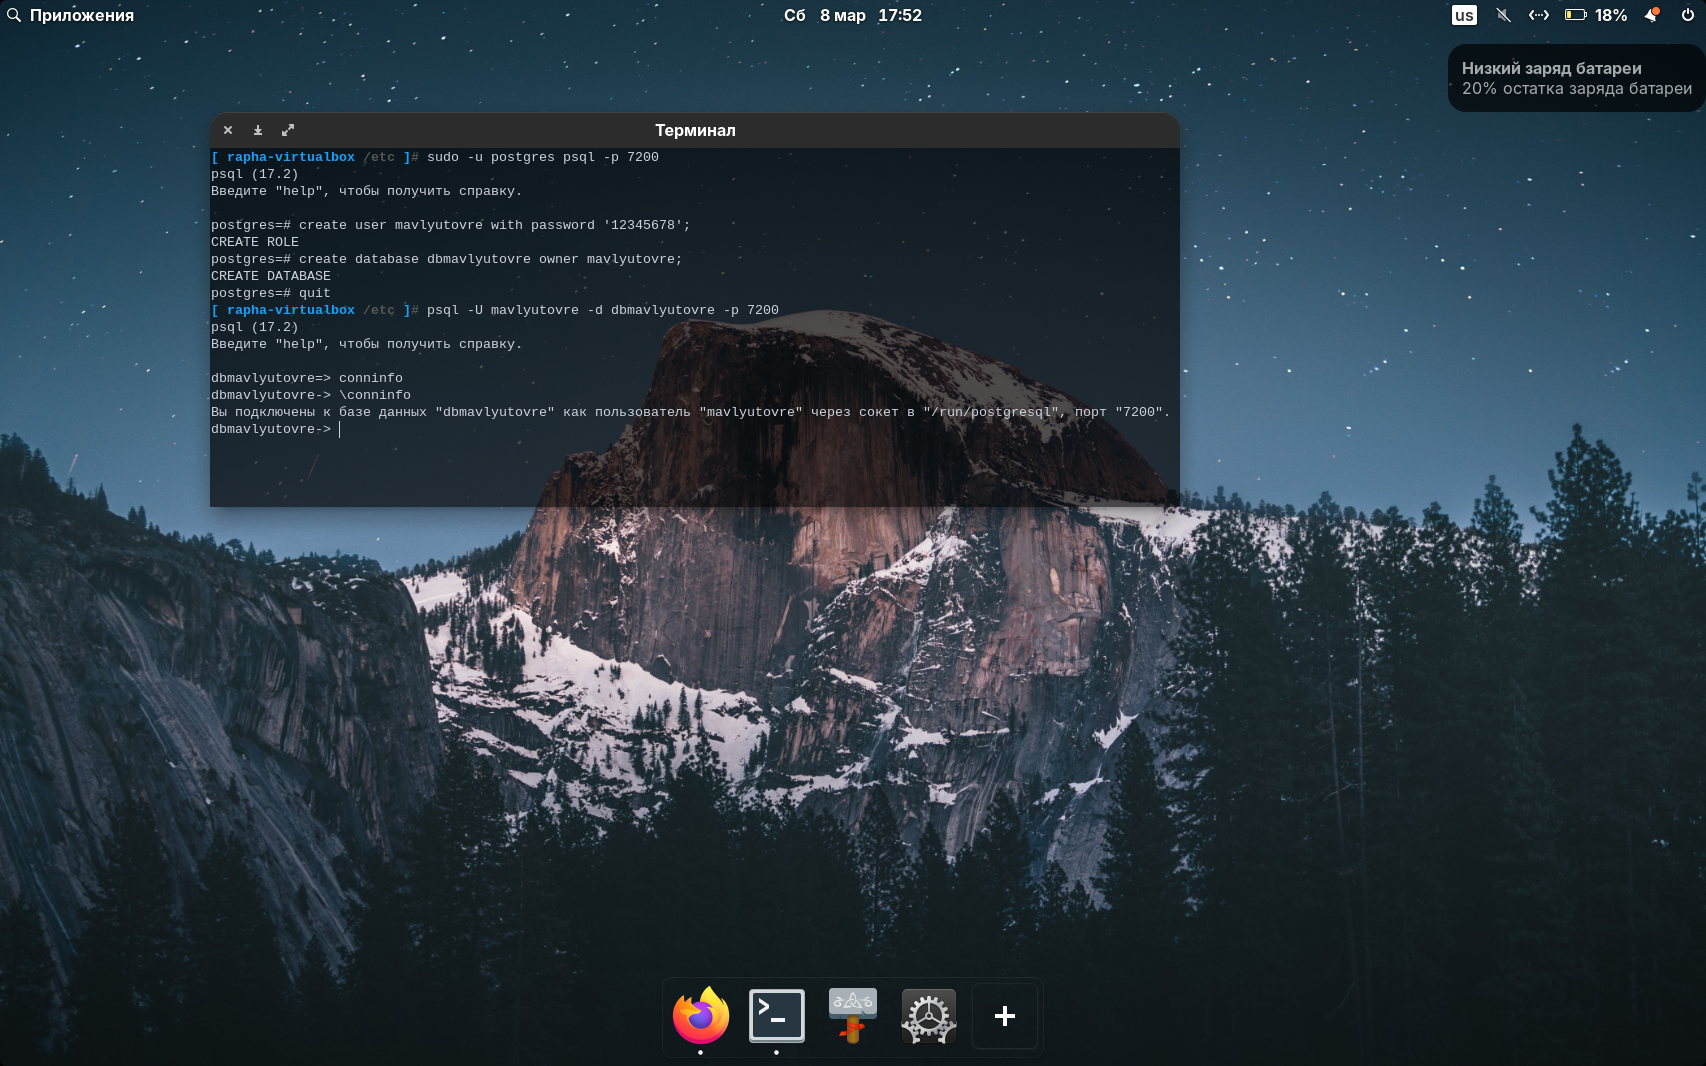 Приложения
Сб 8 мар 17:52
us
18%
Низкий заряд батареи
20% остатка заряда батареи
Терминал
[ rapha-virtualbox /etc ]# sudo -u postgres psql -p 7200
psql (17.2)
Введите "help", чтобы получить справку.
postgres=# create user mavlyutovre with password '12345678';
CREATE ROLE
postgres=# create database dbmavlyutovre owner mavlyutovre;
CREATE DATABASE
postgres=# quit
[ rapha-virtualbox /etc ]# psql -U mavlyutovre -d dbmavlyutovre -p 7200
psql (17.2)
Введите "help", чтобы получить справку.
dbmavlyutovre=> conninfo
dbmavlyutovre-> \conninfo
Вы подключены к базе данных "dbmavlyutovre" как пользователь "mavlyutovre" через сокет в "/run/postgresql", порт "7200".
dbmavlyutovre->